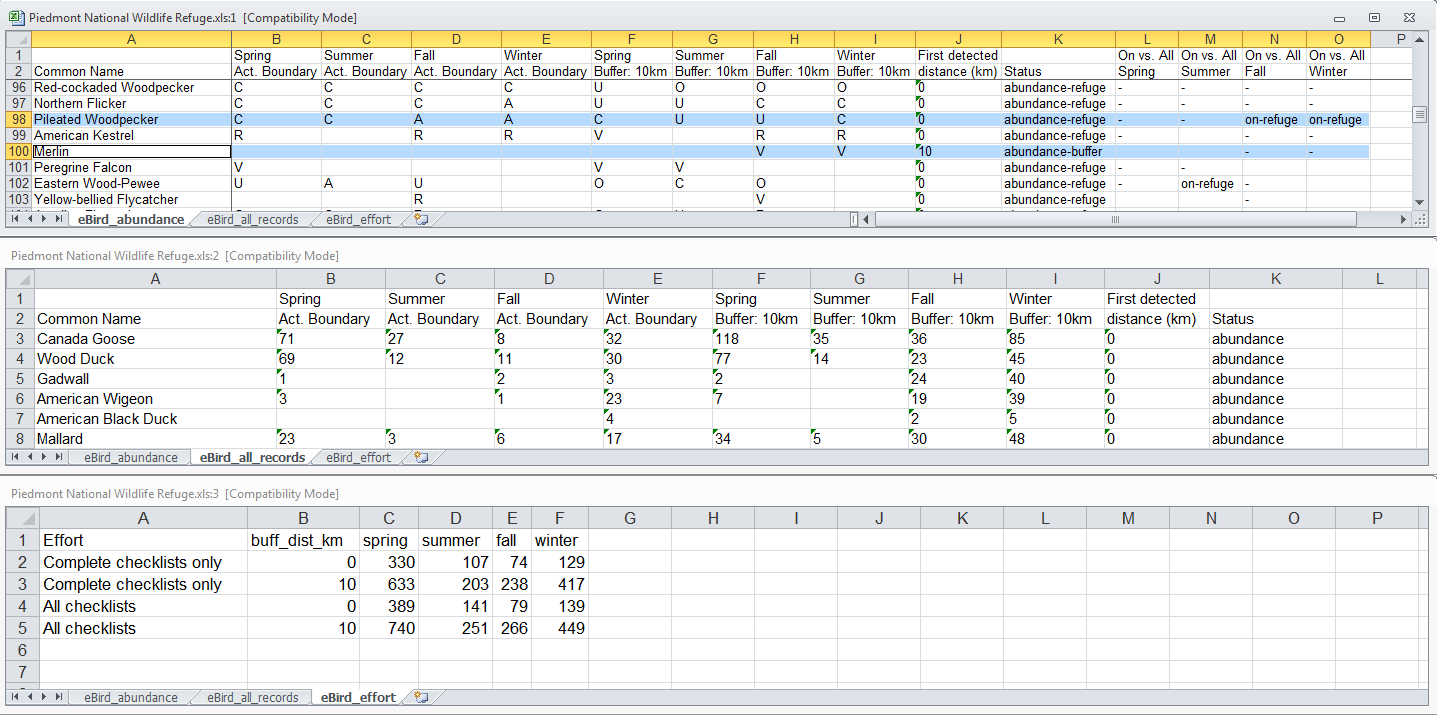 Piedmont National Wildlife Refuge.xls:1 [Compatibility Mode]
A B C D E F G H I J K L M N O P
1 Spring Summer Fall Winter Spring Summer Fall Winter First detected On vs. All On vs. All On vs. All On vs. All
2 Common Name Act. Boundary Act. Boundary Act. Boundary Act. Boundary Buffer: 10km Buffer: 10km Buffer: 10km Buffer: 10km distance (km) Status Spring Summer Fall Winter
96 Red-cockaded Woodpecker C C C C U O O O 0 abundance-refuge - - - -
97 Northern Flicker C C C A U U C C 0 abundance-refuge - - - -
98 Pileated Woodpecker C C A A C U U C 0 abundance-refuge - - on-refuge on-refuge
99 American Kestrel R R R V R R 0 abundance-refuge - - -
100 Merlin V V 10 abundance-buffer - -
101 Peregrine Falcon V V V 0 abundance-refuge - -
102 Eastern Wood-Pewee U A U O C O 0 abundance-refuge - on-refuge -
103 Yellow-bellied Flycatcher R V 0 abundance-refuge -
eBird_abundance eBird_all_records eBird_effort
Piedmont National Wildlife Refuge.xls:2 [Compatibility Mode]
A B C D E F G H I J K L
1 Spring Summer Fall Winter Spring Summer Fall Winter First detected
2 Common Name Act. Boundary Act. Boundary Act. Boundary Act. Boundary Buffer: 10km Buffer: 10km Buffer: 10km Buffer: 10km distance (km) Status
3 Canada Goose 71 27 8 32 118 35 36 85 0 abundance
4 Wood Duck 69 12 11 30 77 14 23 45 0 abundance
5 Gadwall 1 2 3 2 24 40 0 abundance
6 American Wigeon 3 1 23 7 19 39 0 abundance
7 American Black Duck 4 2 5 0 abundance
8 Mallard 23 3 6 17 34 5 30 48 0 abundance
eBird_abundance eBird_all_records eBird_effort
Piedmont National Wildlife Refuge.xls:3 [Compatibility Mode]
A B C D E F G H I J K L M N O P
1 Effort buff_dist_km spring summer fall winter
2 Complete checklists only 0 330 107 74 129
3 Complete checklists only 10 633 203 238 417
4 All checklists 0 389 141 79 139
5 All checklists 10 740 251 266 449
6
7
eBird_abundance eBird_all_records eBird_effort